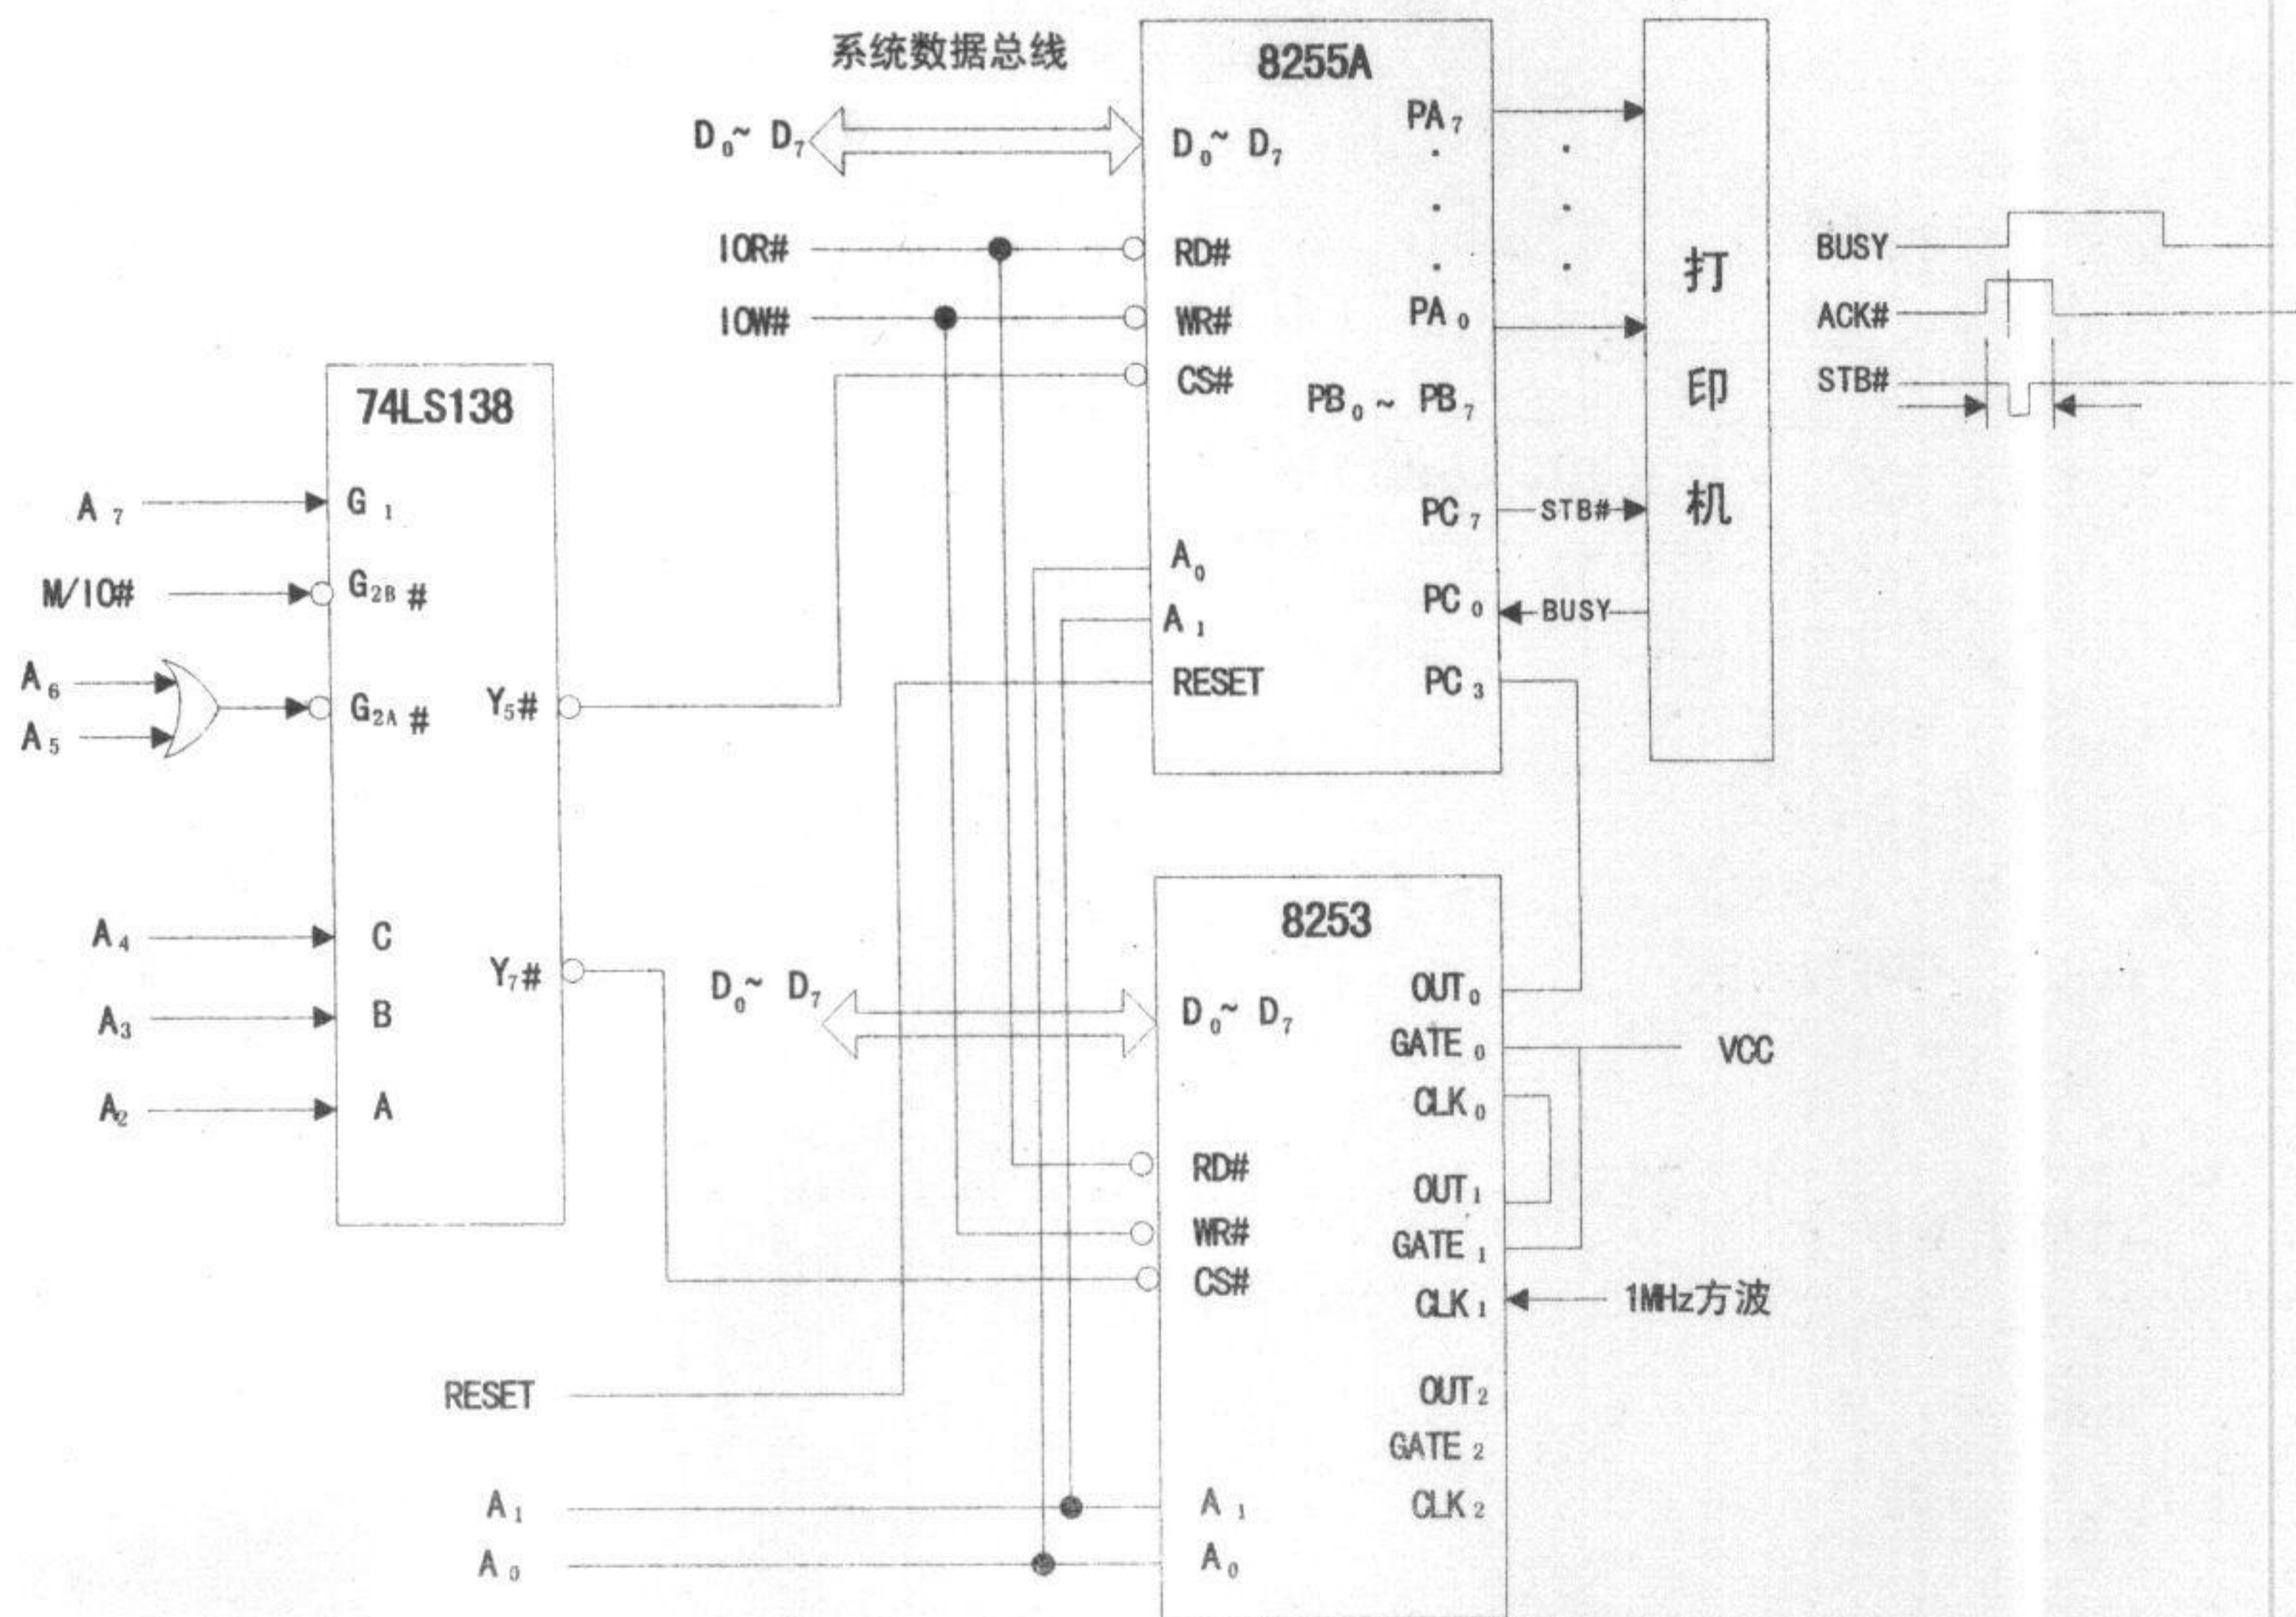 系统数据总线
8255A
D₀~ D₇
D₀~ D₇
PA₇
IOR#
RD#
IOW#
WR#
PA₀
CS#
PB₀ ~ PB₇
PC₇
STB#
A₀
PC₀
BUSY
A₁
RESET
PC₃
打
印
机
BUSY
ACK#
STB#
74LS138
A₇
G₁
M/IO#
G₂B #
A₆
A₅
G₂A #
Y₅#
A₄
C
Y₇#
A₃
B
A₂
A
8253
D₀~ D₇
D₀~ D₇
OUT₀
GATE₀
VCC
CLK₀
RD#
OUT₁
WR#
GATE₁
CS#
CLK₁
1MHz方波
RESET
OUT₂
GATE₂
A₁
A₁
CLK₂
A₀
A₀